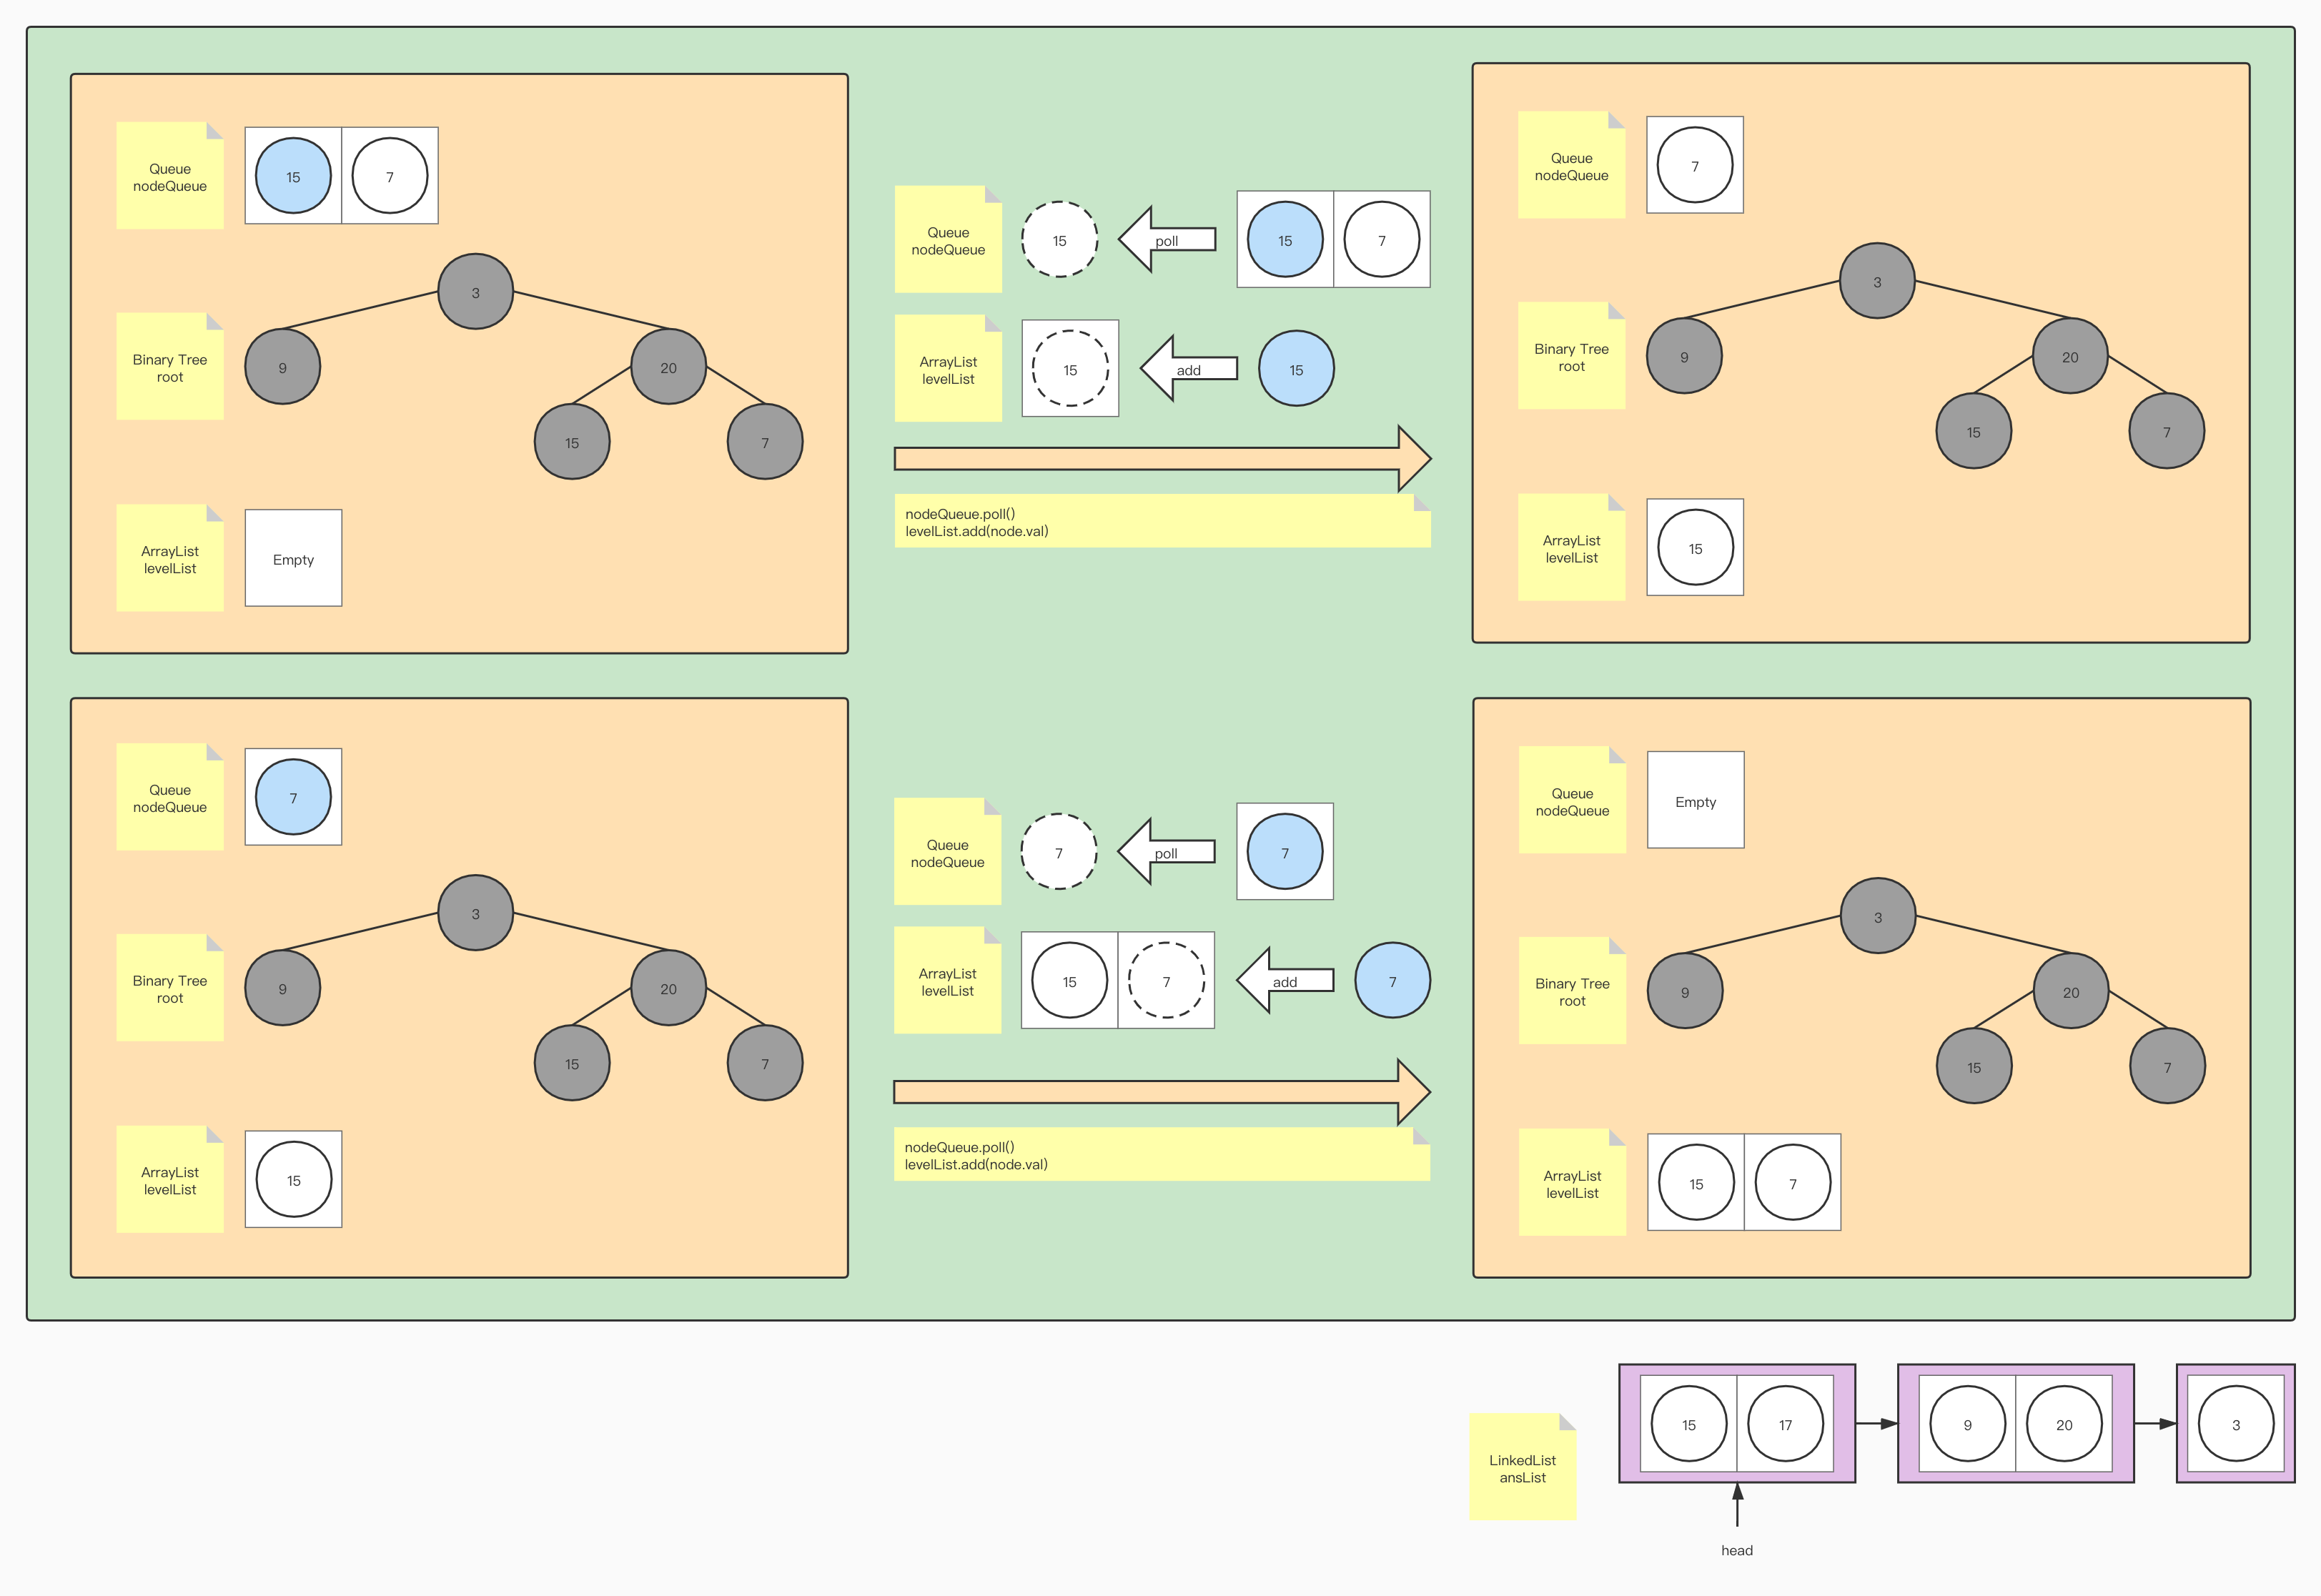 Queue
nodeQueue
15
7
3
Binary Tree
root
9
20
15
7
ArrayList
levelList
Empty
Queue
nodeQueue
15
poll
15
7
ArrayList
levelList
15
add
15
nodeQueue.poll()
levelList.add(node.val)
Queue
nodeQueue
7
3
Binary Tree
root
9
20
15
7
ArrayList
levelList
15
Queue
nodeQueue
7
3
Binary Tree
root
9
20
15
7
ArrayList
levelList
15
Queue
nodeQueue
7
poll
7
ArrayList
levelList
15
7
add
7
nodeQueue.poll()
levelList.add(node.val)
Queue
nodeQueue
Empty
3
Binary Tree
root
9
20
15
7
ArrayList
levelList
15
7
LinkedList
ansList
15
17
9
20
3
head